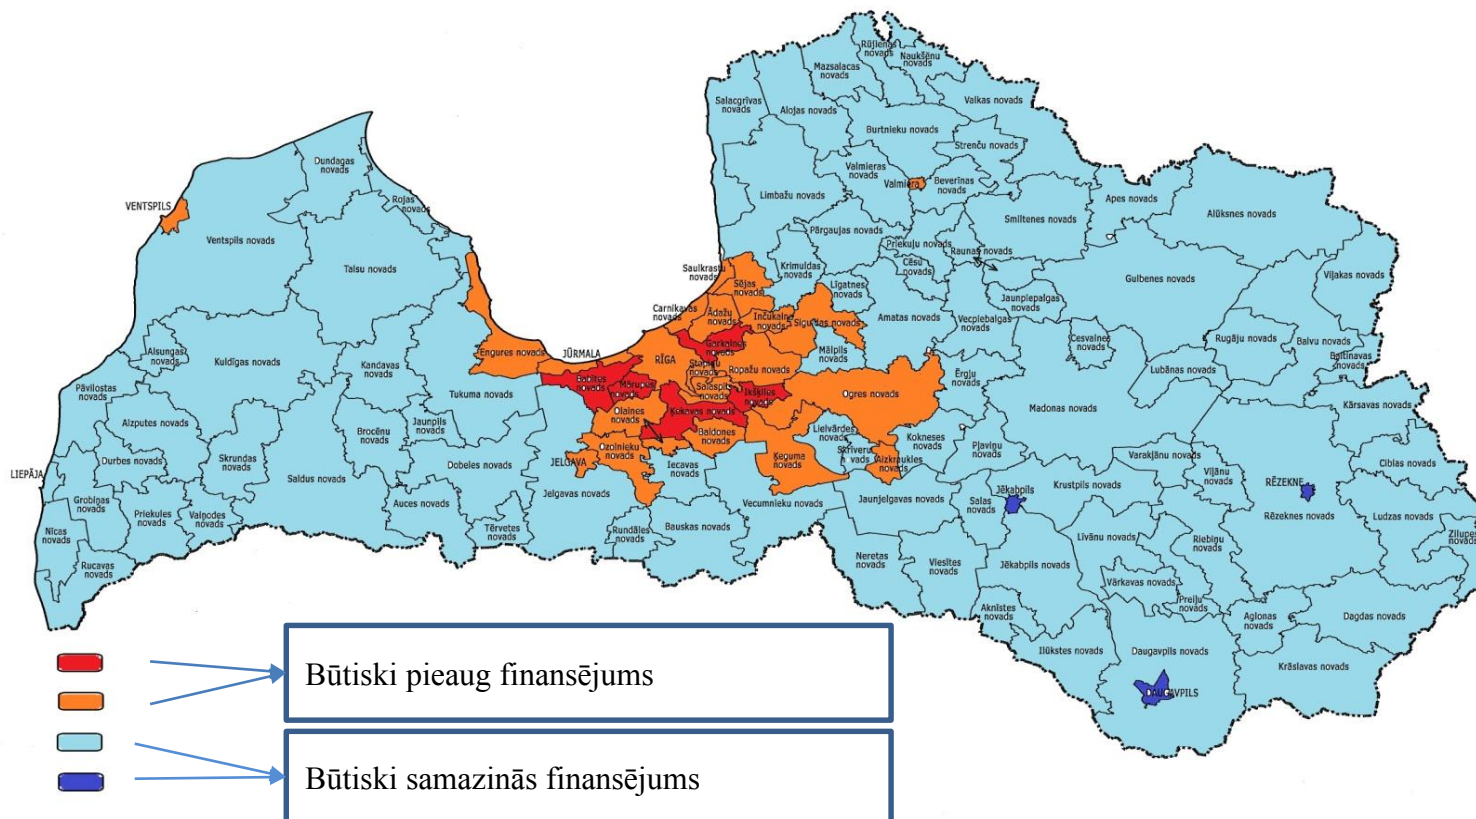 Rūjienas
novads
Naukšēnu
novads
Mazsalacas
novads
Salacgrīvas
novads
Alojas novads
Valkas novads
Burtnieku novads
Strenču novads
Dundagas
novads
Valmieras
novads
Valmiera
Beverīnas
novads
Limbažu novads
Rojas
novads
VENTSPILS
Apes novads
Alūksnes novads
Smiltenes novads
Pārgaujas novads
Ventspils novads
Priekuļu novads
Raunas novads
Talsu novads
Saulkrastu
novads
Krimuldas
novads
Cēsu
novads
Gulbenes novads
Viļakas novads
Sējas
novads
Līgatnes
novads
Jaunpiebalgas
novads
Carnikavas
novads
Ādažu
novads
Inčukalna
novads
Siguldas novads
Amatas novads
Vecpiebalgas
novads
Garkalnes
novads
Mālpils
novads
Cesvaines
novads
Rugāju novads
Balvu novads
Baltinavas
novads
Alsungas
novads
Kuldīgas novads
Kandavas
novads
Engures novads
JŪRMALA
RĪGA
Stopiņu
novads
Ropažu novads
Ērgļu
novads
Lubānas novads
Pāvilostas
novads
Tukuma novads
Babītes
novads
Mārupes
novads
Salaspils
novads
Ikšķiles
novads
Ogres novads
Kārsavas novads
Madonas novads
Aizputes novads
Brocēnu
novads
Jaunpils
novads
Olaines
novads
Ķekavas novads
Baldones
novads
Lielvārdes
novads
Kokneses
novads
Pļaviņu
novads
Varakļānu novads
Durbes novads
Skrundas
novads
Dobeles novads
JELGAVA
Ozolnieku
novads
Iecavas
novads
Ķeguma
novads
Skrīveru
vads
Aizkraukles
novads
Viļānu
novads
Ciblas novads
LIEPĀJA
Saldus novads
Jelgavas novads
Jēkabpils
Krustpils novads
RĒZEKNE
Grobiņas
novads
Priekules
novads
Vaiņodes
novads
Auces novads
Vecumnieku novads
Jaunjelgavas novads
Salas
novads
Rēzeknes novads
Ludzas novads
Nīcas
novads
Tērvetes
novads
Rundāles
novads
Bauskas novads
Līvānu novads
Riebiņu
novads
Zilupes
novads
Rucavas
novads
Neretas
novads
Viesītes
novads
Jēkabpils novads
Vārkavas novads
Preiļu
novads
Aknīstes
novads
Aglonas
novads
Dagdas novads
Ilūkstes novads
Daugavpils novads
Krāslavas novads
DAUGAVPILS
Būtiski pieaug finansējums
Būtiski samazinās finansējums